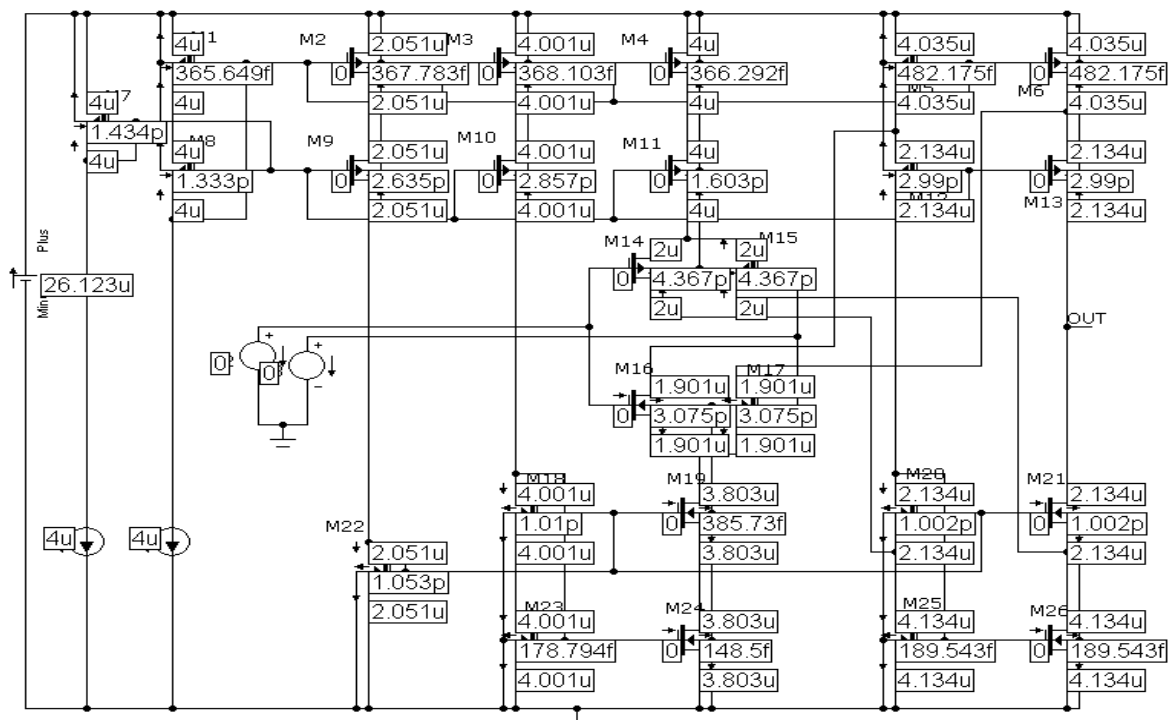 4u M1 M2 2.051u M3 4.001u M4 4u 4.035u 4.035u
365.649f 0 367.783f 0 368.103f 0 366.292f 482.175f 0 482.175f
4u 4u 2.051u 4.001u 4u 4.035u M6 4.035u
1.434p
4u M8 4u M9 2.051u M10 4.001u M11 4u 2.134u 2.134u
1.333p 0 2.635p 0 2.857p 0 1.603p 2.99p 0 2.99p
4u 2.051u 4.001u 4u 2.134u M13 2.134u
Plus
M14 2u 2u M15
26.123u 0 4.367p 4.367p
2u 2u
OUT
+ +
0 0
−
M16 1.901u M17 1.901u
0 3.075p 3.075p
1.901u 1.901u
M18 4.001u M19 3.803u M20 2.134u M21 2.134u
1.01p 0 385.73f 1.002p 0 1.002p
4u 4u M22 2.051u 4.001u 3.803u 2.134u 2.134u
1.053p
2.051u M23 4.001u M24 3.803u M25 4.134u M26 4.134u
178.794f 0 148.5f 189.543f 0 189.543f
4.001u 3.803u 4.134u 4.134u